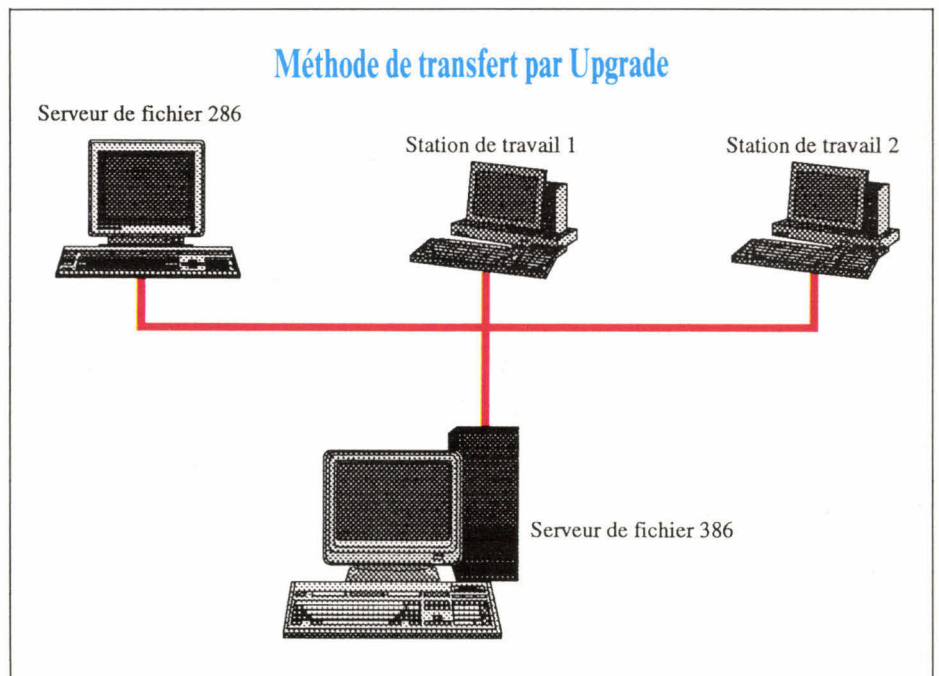 Méthode de transfert par Upgrade
Serveur de fichier 286
Station de travail 1
Station de travail 2
Serveur de fichier 386